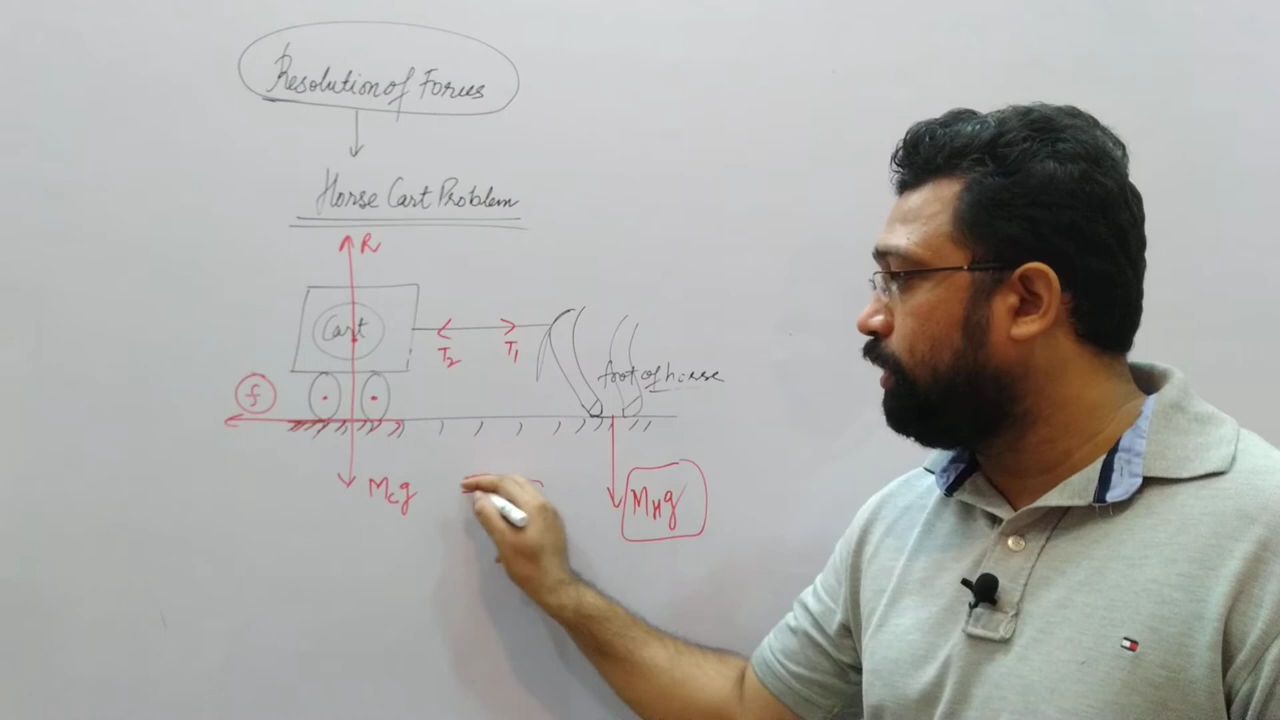 Resolution of Forces
Horse Cart Problem
R
Cart
T₂
T₁
foot of horse
f
Mcg
MHg